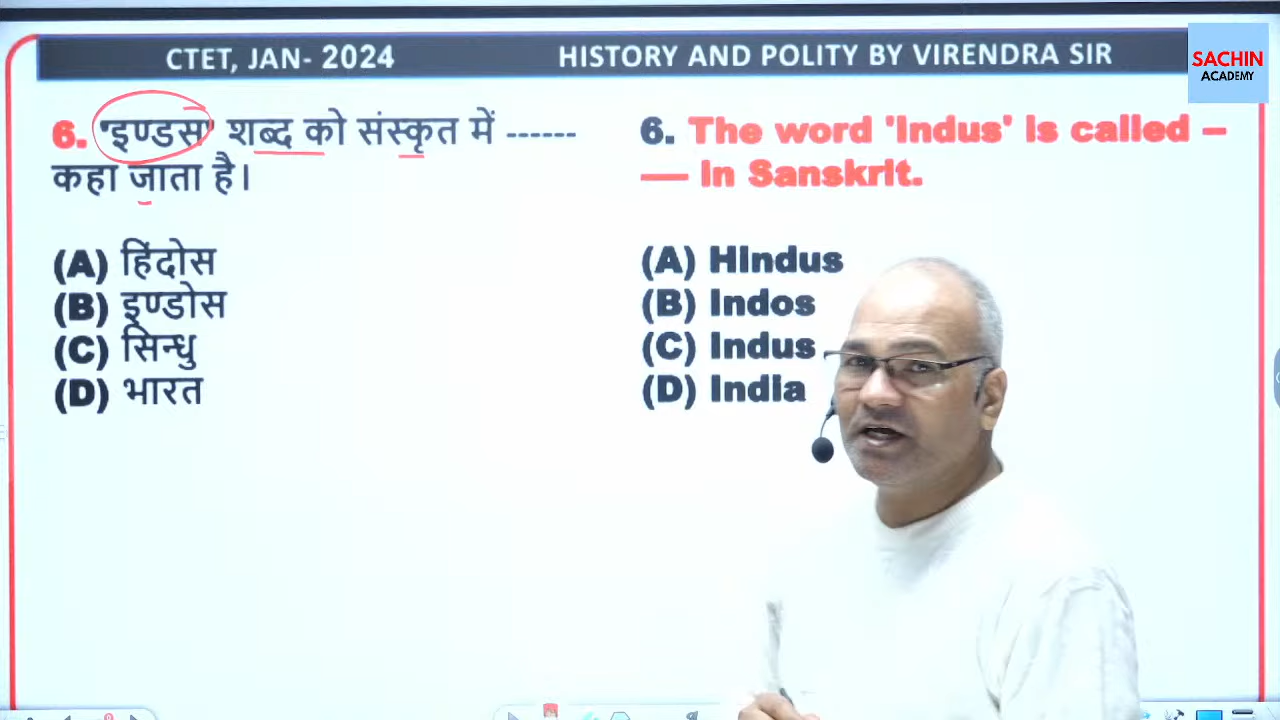 CTET, JAN- 2024
HISTORY AND POLITY BY VIRENDRA SIR
SACHIN
ACADEMY
6. 'इण्डस' शब्द को संस्कृत में ------
कहा जाता है।
(A) हिंदोस
(B) इण्डोस
(C) सिन्धु
(D) भारत
6. The word 'Indus' is called –
–– in Sanskrit.
(A) Hindus
(B) Indos
(C) Indus
(D) India